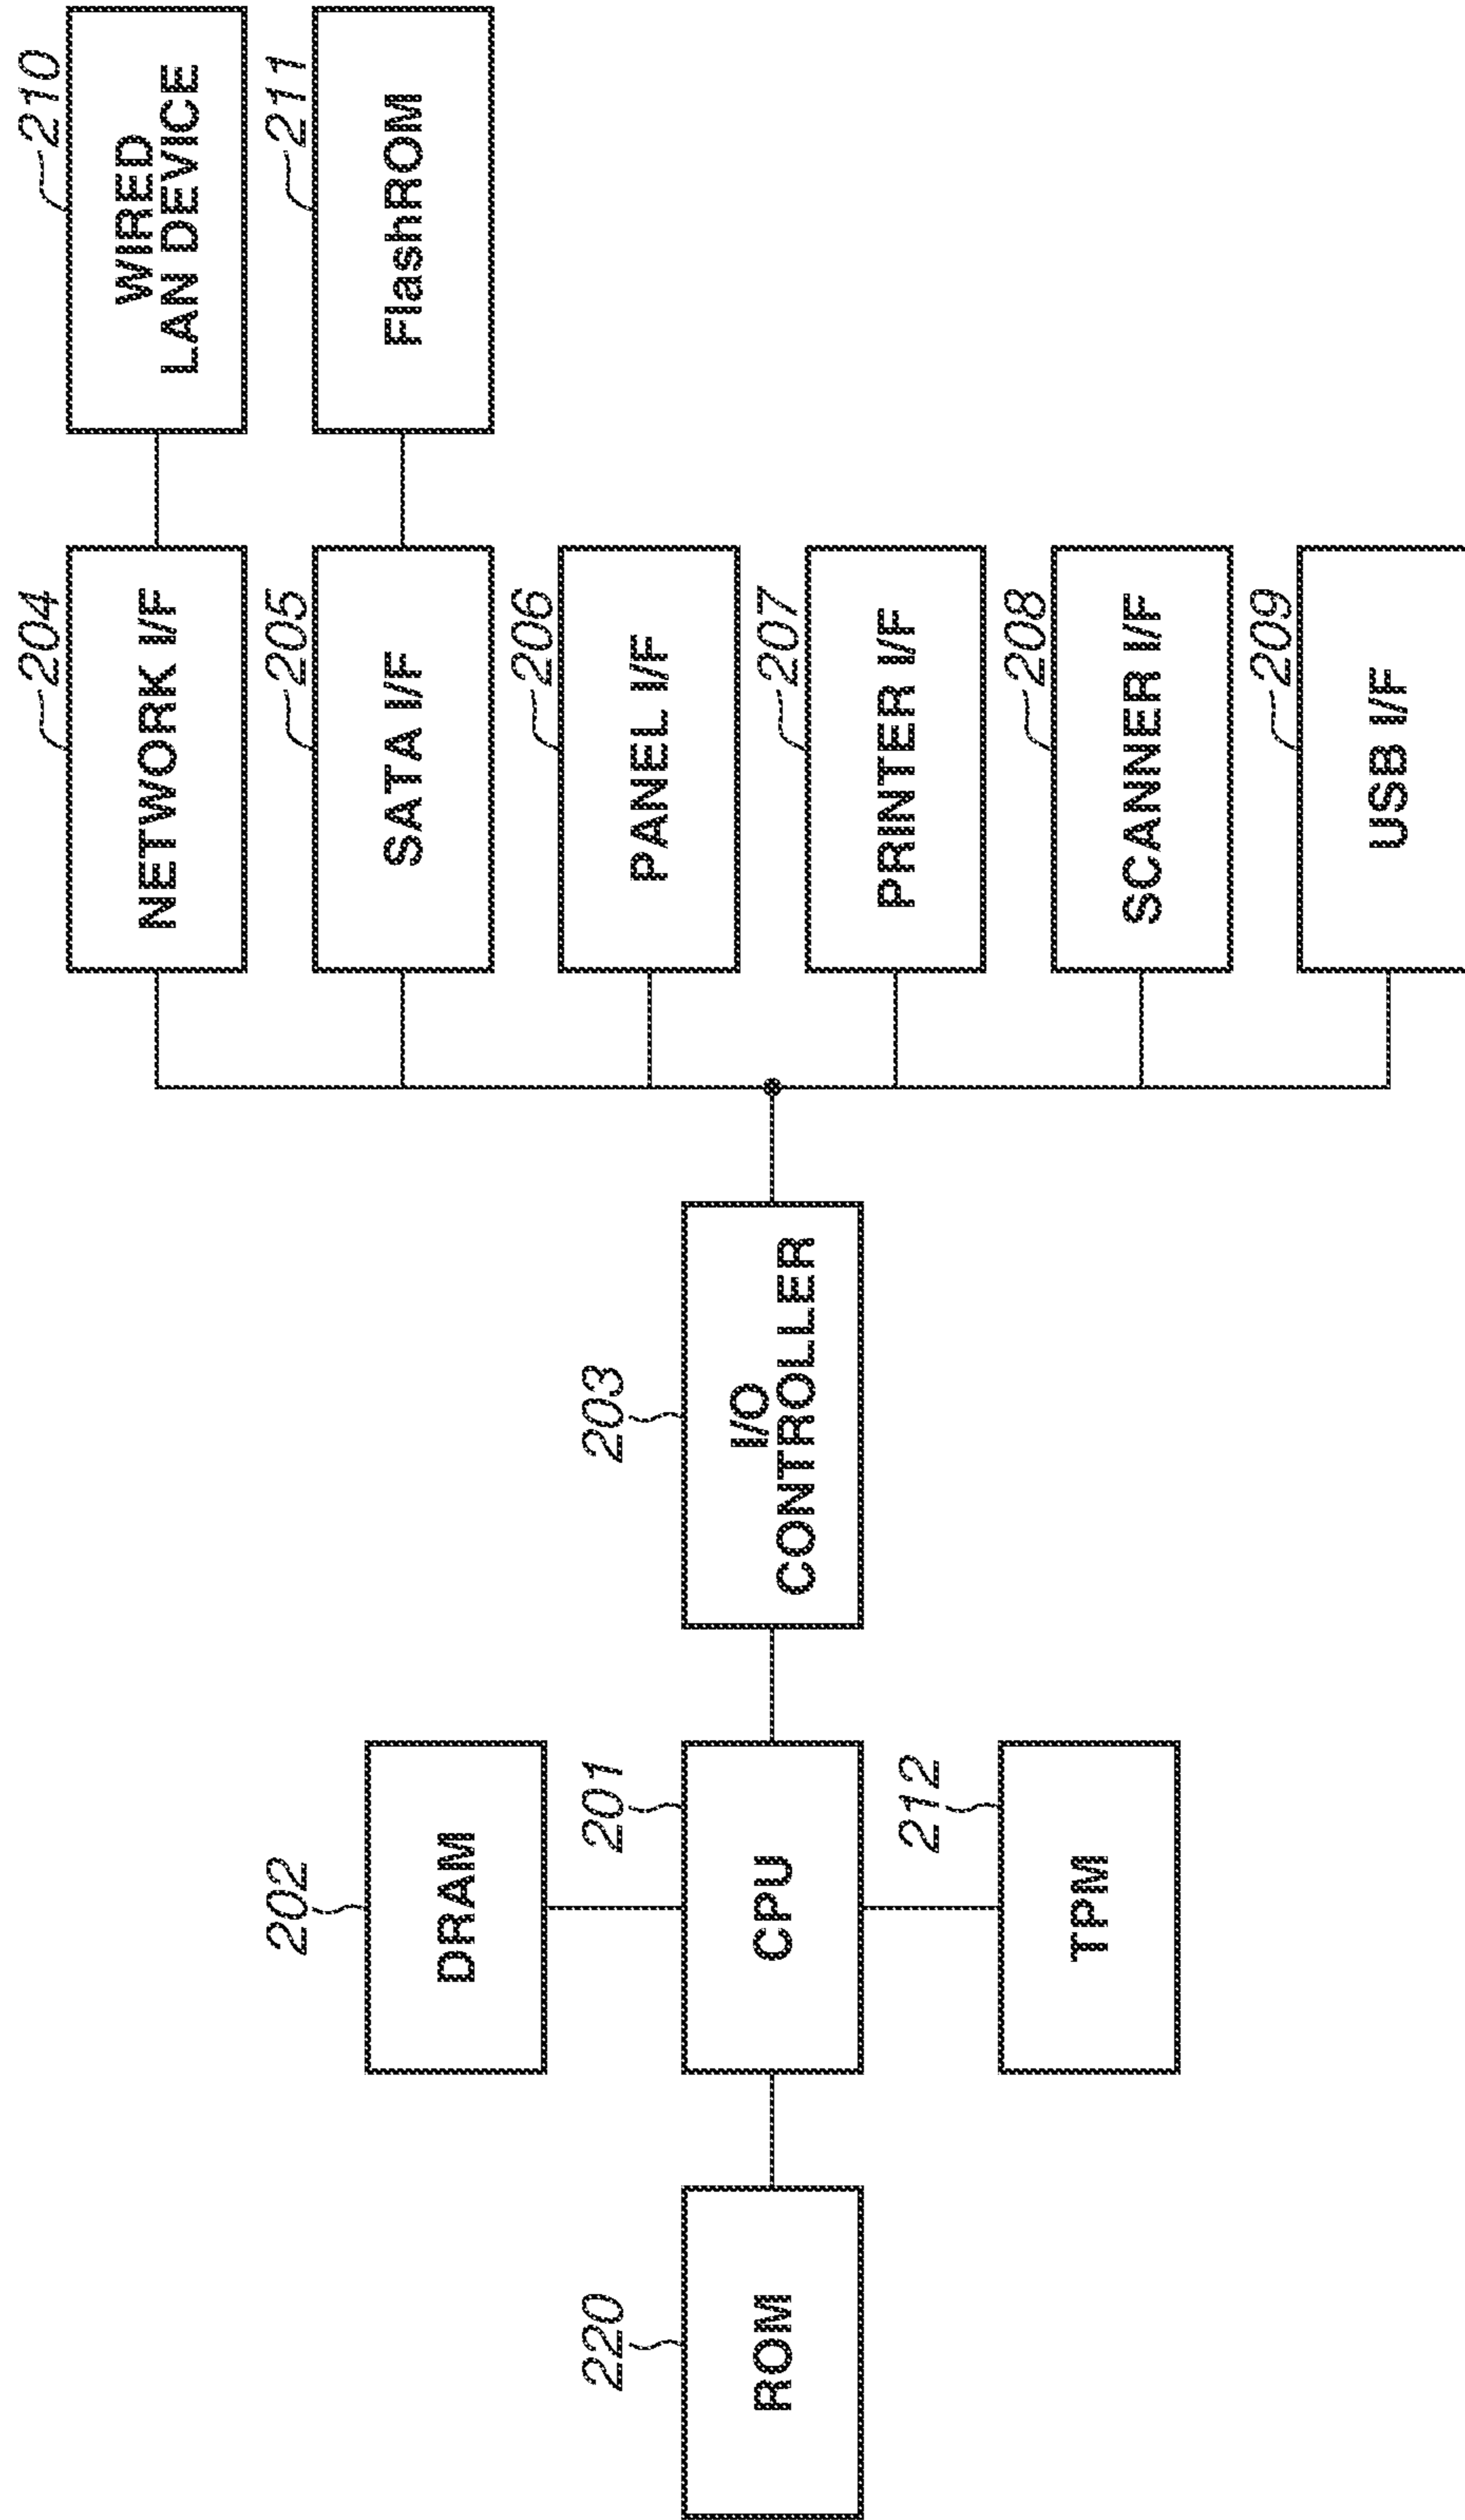 220
ROM
202
DRAM
201
CPU
212
TPM
203
I/O
CONTROLLER
204
NETWORK I/F
205
SATA I/F
206
PANEL I/F
207
PRINTER I/F
208
SCANNER I/F
209
USB I/F
210
WIRED
LAN DEVICE
211
FlashROM